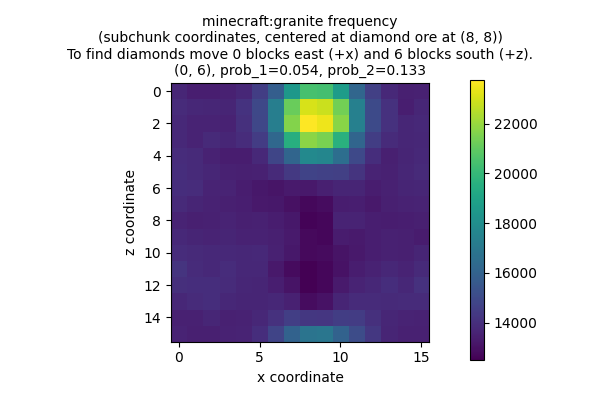 minecraft:granite frequency
(subchunk coordinates, centered at diamond ore at (8, 8))
To find diamonds move 0 blocks east (+x) and 6 blocks south (+z).
(0, 6), prob_1=0.054, prob_2=0.133
0
2
4
6
8
10
12
14
z coordinate
0
5
10
15
x coordinate
22000
20000
18000
16000
14000